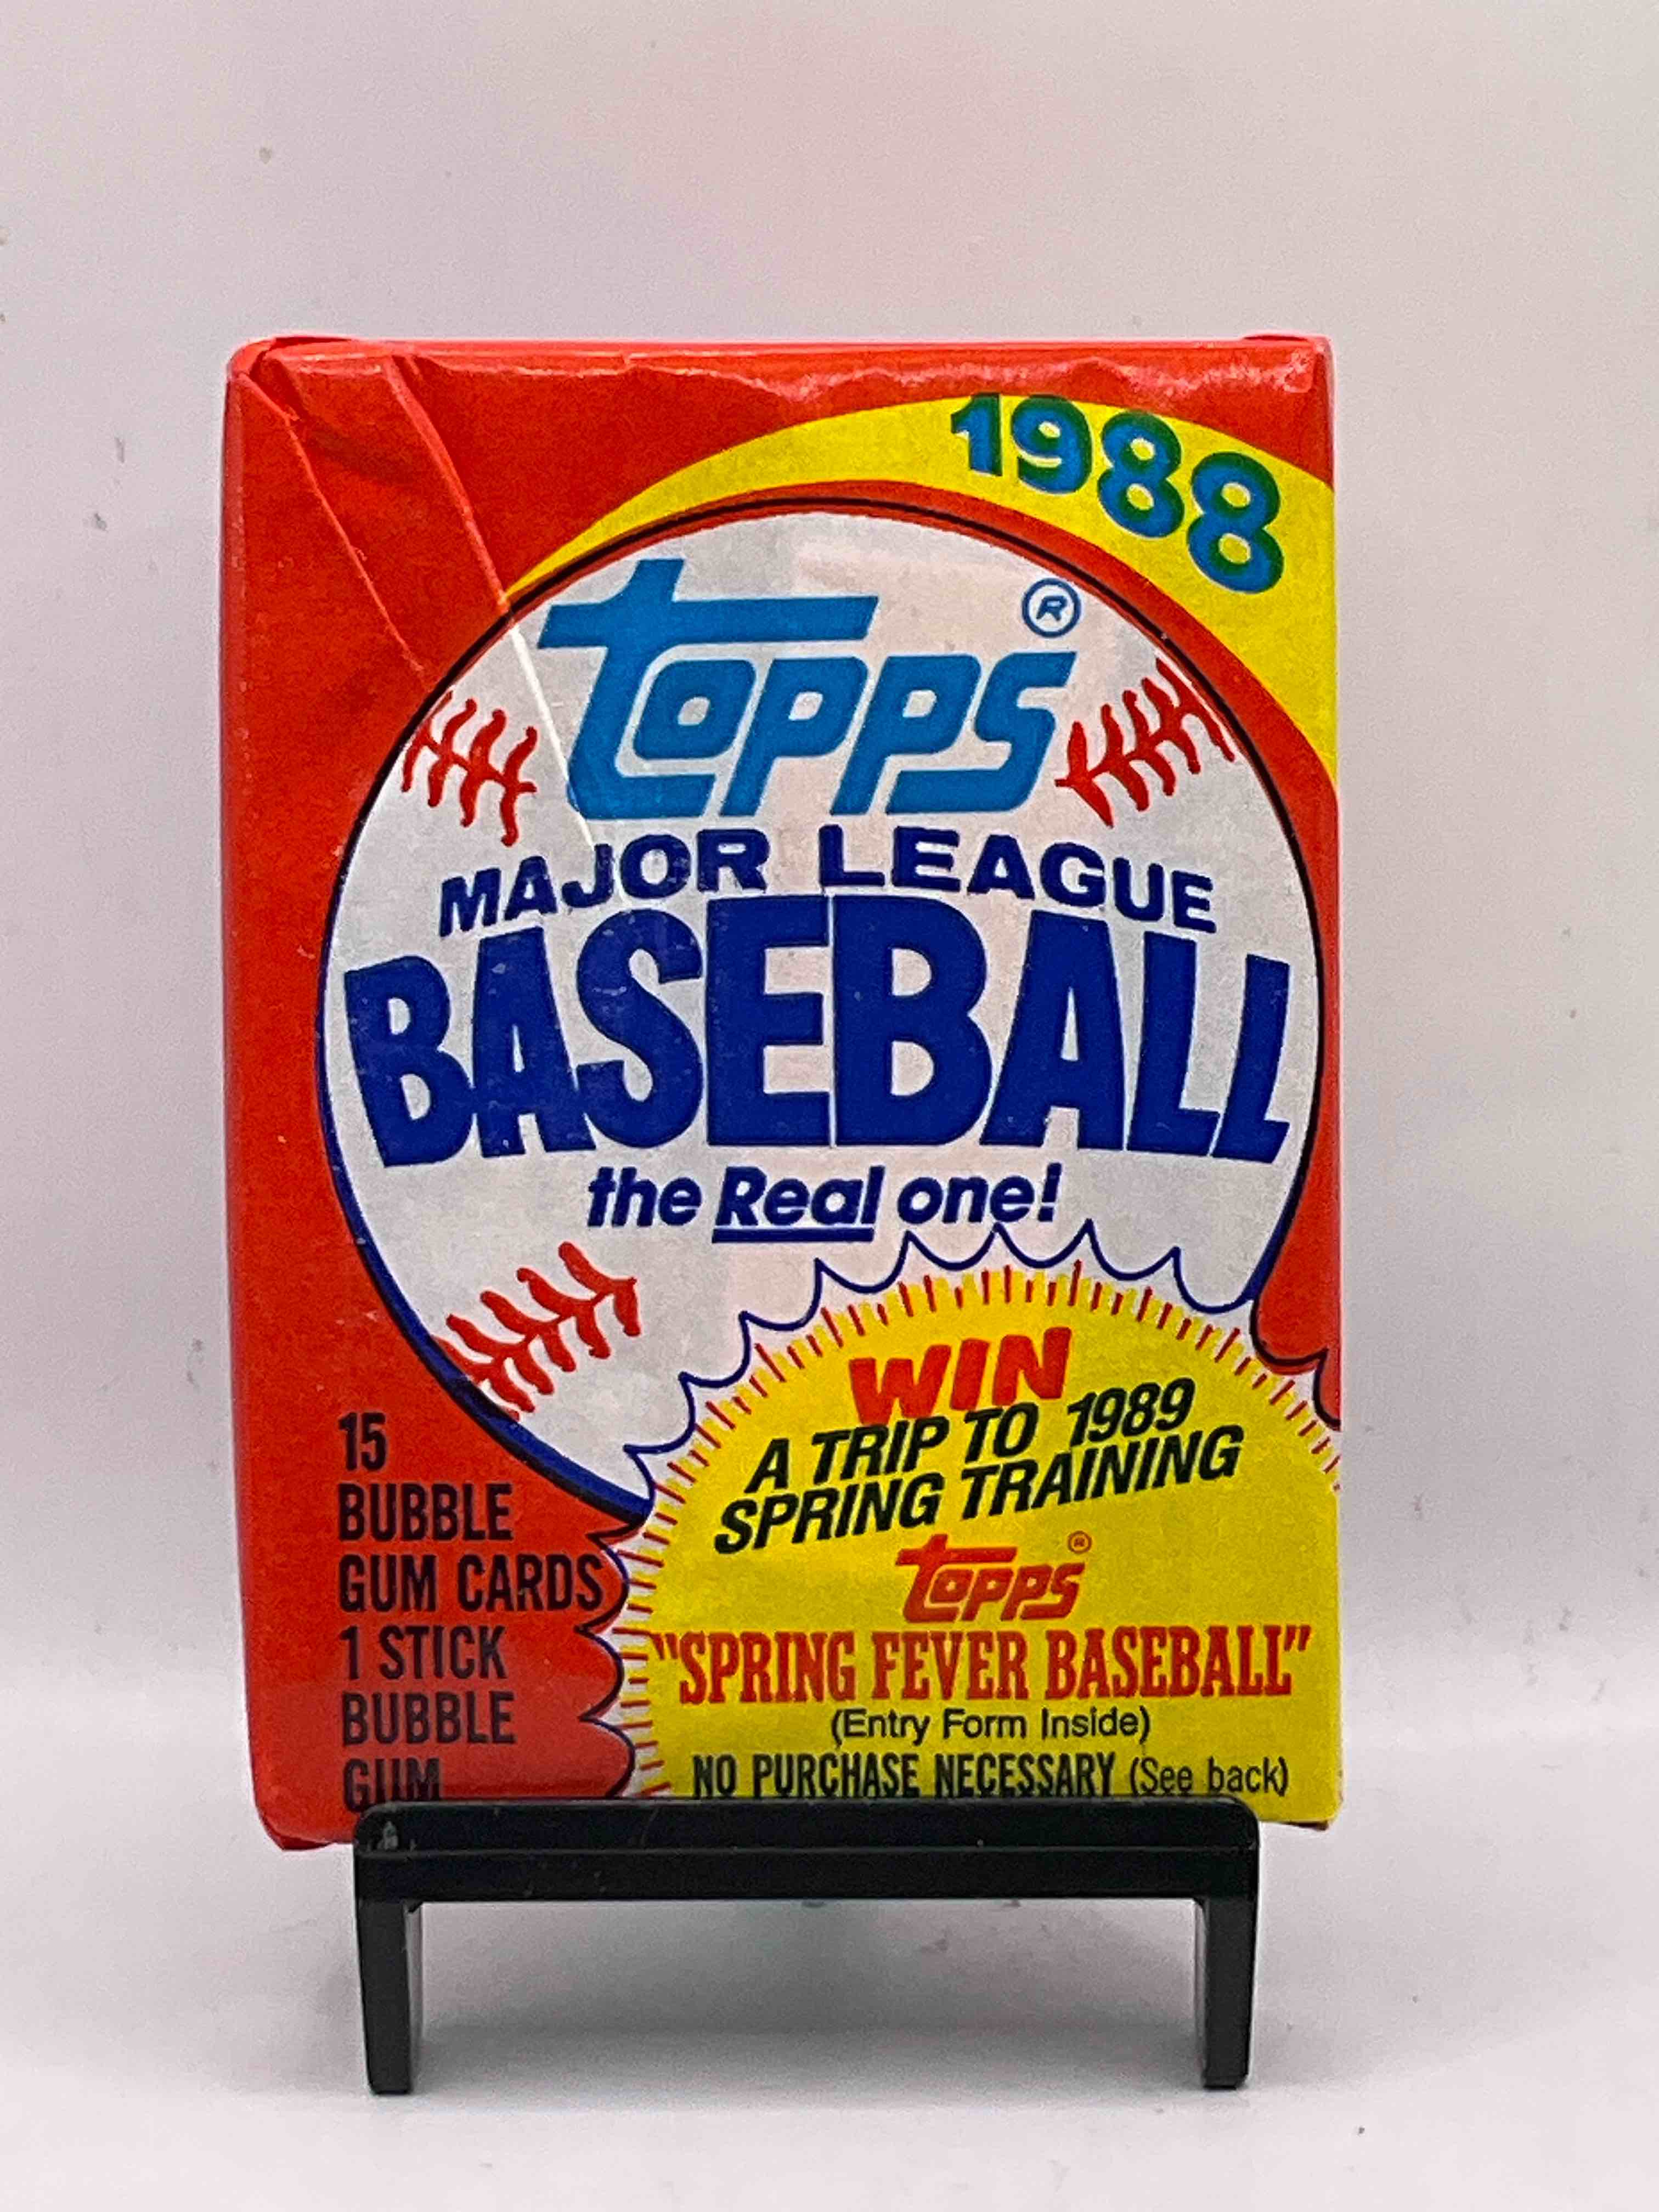 1988
Topps®
MAJOR LEAGUE
BASEBALL
the Real one!
15
BUBBLE
GUM CARDS
1 STICK
BUBBLE
GUM
WIN
A TRIP TO 1989
SPRING TRAINING
Topps®
"SPRING FEVER BASEBALL"
(Entry Form Inside)
NO PURCHASE NECESSARY (See back)